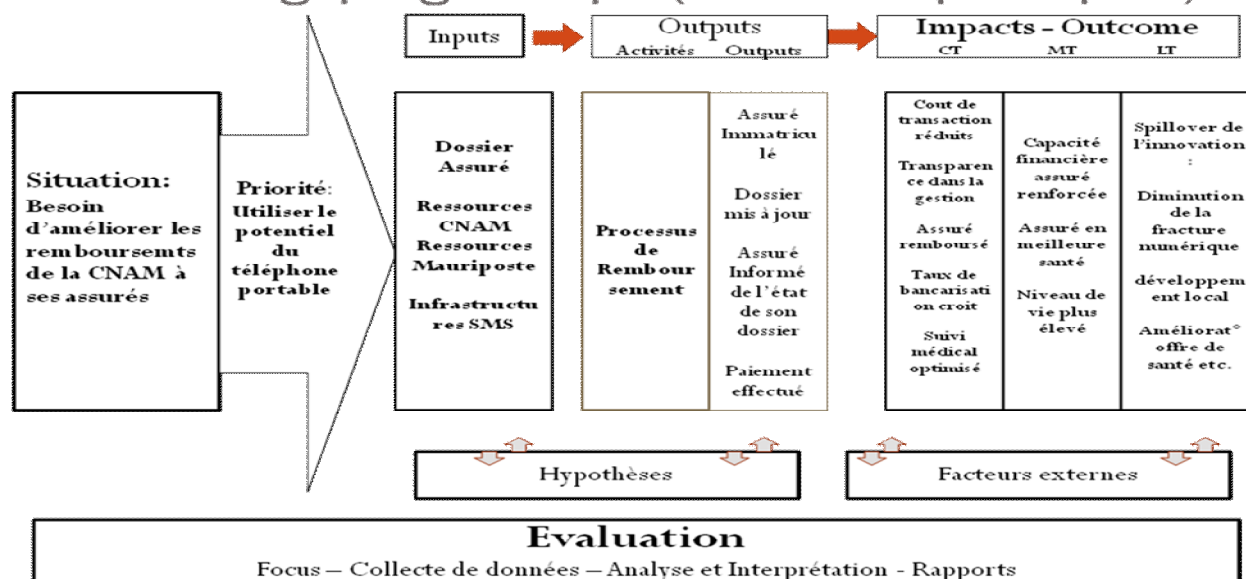 Inputs
Outputs
Activités Outputs
Impacts - Outcome
CT MT LT
Situation:
Besoin
d'améliorer les
remboursemts
de la CNAM à
ses assurés
Priorité:
Utiliser le
potentiel
du
téléphone
portable
Dossier
Assuré
Ressources
CNAM
Ressources
Mauriposte
Infrastructu
res SMS
Processus
de
Rembour
sement
Assuré
Immatricu
lé
Dossier
mis à jour
Assuré
Informé
de l'état
de son
dossier
Paiement
effectué
Cout de
transaction
réduits
Transparen
ce dans la
gestion
Assuré
remboursé
Taux de
bancarisati
on croit
Suivi
médical
optimisé
Capacité
financière
assuré
renforcée
Assuré en
meilleure
santé
Niveau de
vie plus
élevé
Spillover de
l'innovation
:
Diminution
de la
fracture
numérique
développem
ent local
Améliorat°
offre de
santé etc.
Hypothèses
Facteurs externes
Evaluation
Focus – Collecte de données – Analyse et Interprétation - Rapports